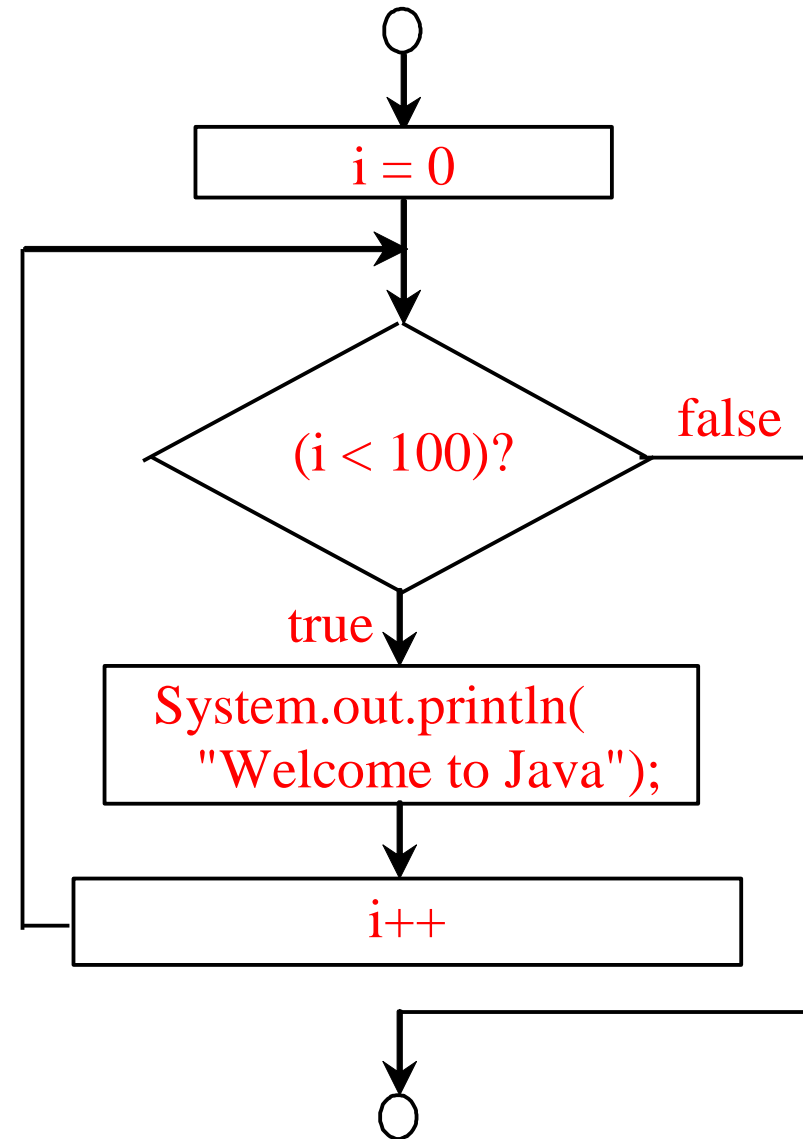 i = 0
(i < 100)?
false
true
System.out.println(
"Welcome to Java");
i++